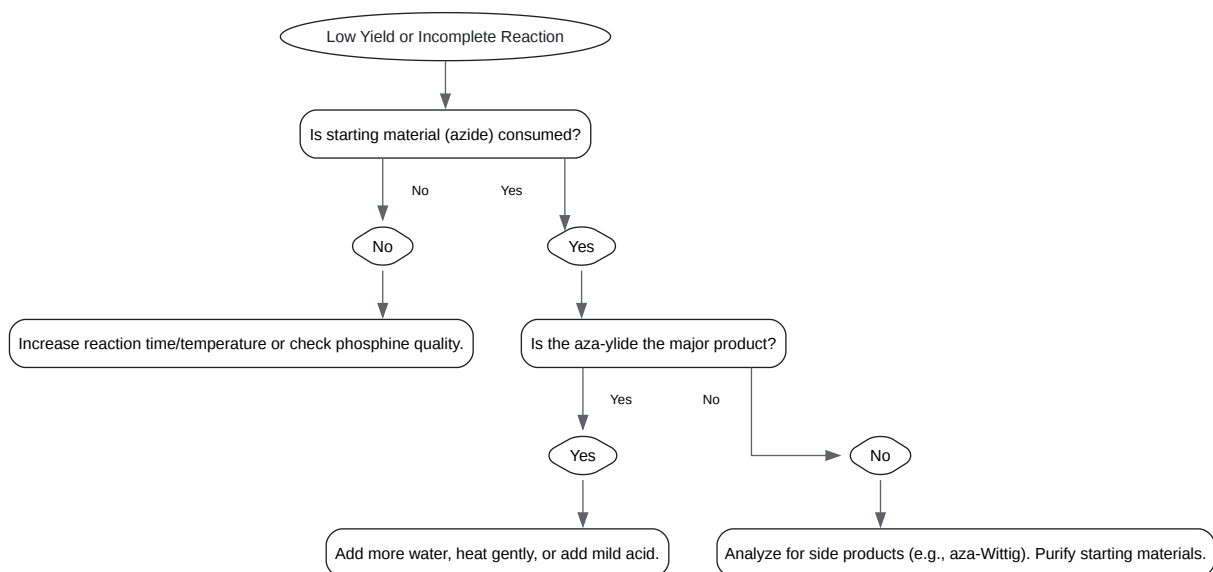 Low Yield or Incomplete Reaction
Is starting material (azide) consumed?
No
Yes
No
Yes
Increase reaction time/temperature or check phosphine quality.
Is the aza-ylide the major product?
Yes
No
Yes
No
Add more water, heat gently, or add mild acid.
Analyze for side products (e.g., aza-Wittig). Purify starting materials.